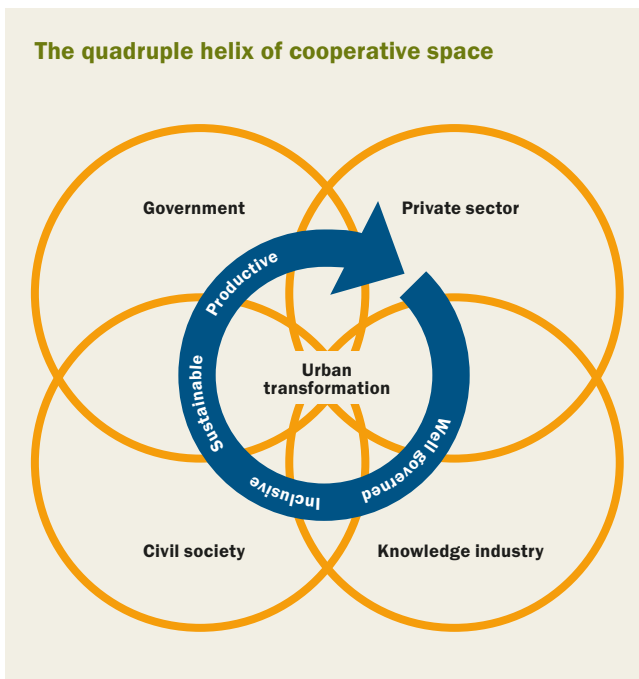 The quadruple helix of cooperative space
Government
Private sector
Productive
Sustainable
Urban
transformation
Inclusive
Well governed
Civil society
Knowledge industry